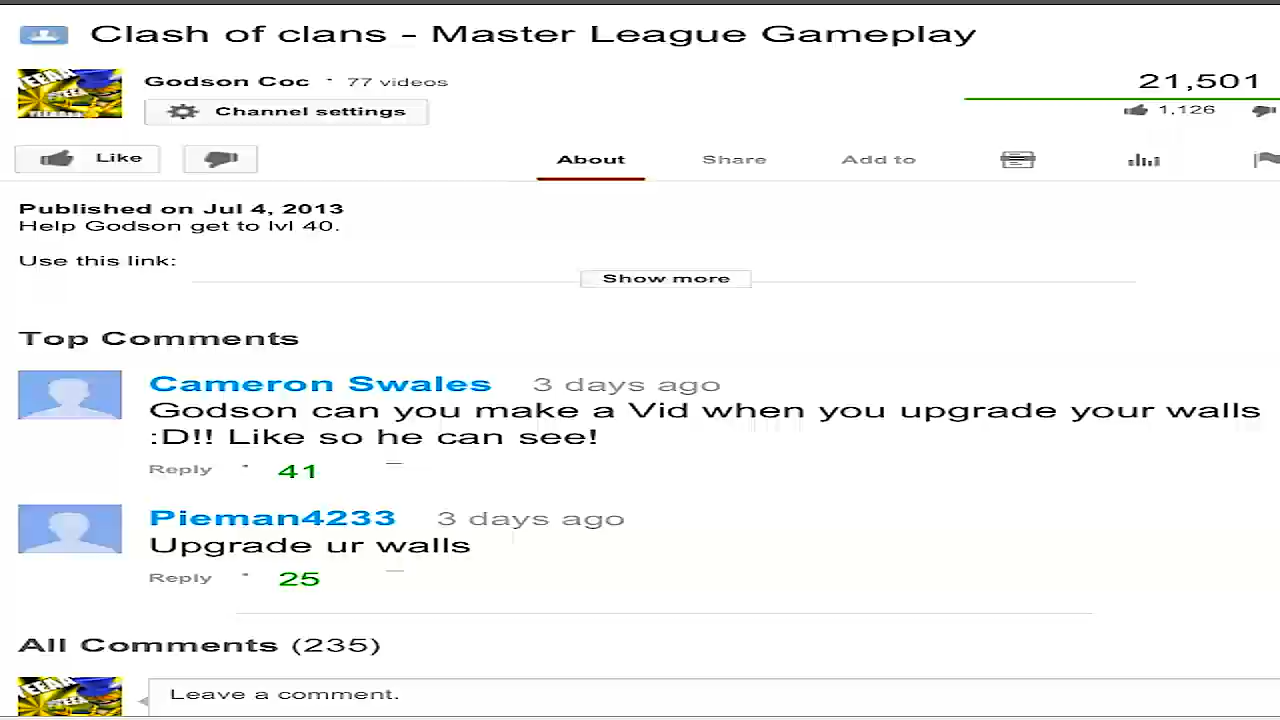 Clash of clans - Master League Gameplay
Godson Coc · 77 videos
21,501
Channel settings
1,126
Like
About
Share
Add to
Published on Jul 4, 2013
Help Godson get to lvl 40.
Use this link:
Show more
Top Comments
Cameron Swales 3 days ago
Godson can you make a Vid when you upgrade your walls
:D!! Like so he can see!
Reply · 41
Pieman4233 3 days ago
Upgrade ur walls
Reply · 25
All Comments (235)
Leave a comment.